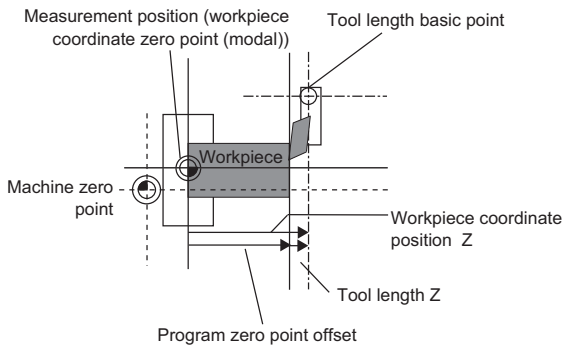 Measurement position (workpiece
coordinate zero point (modal))
Tool length basic point
Workpiece
Machine zero
point
Workpiece coordinate
position Z
Tool length Z
Program zero point offset